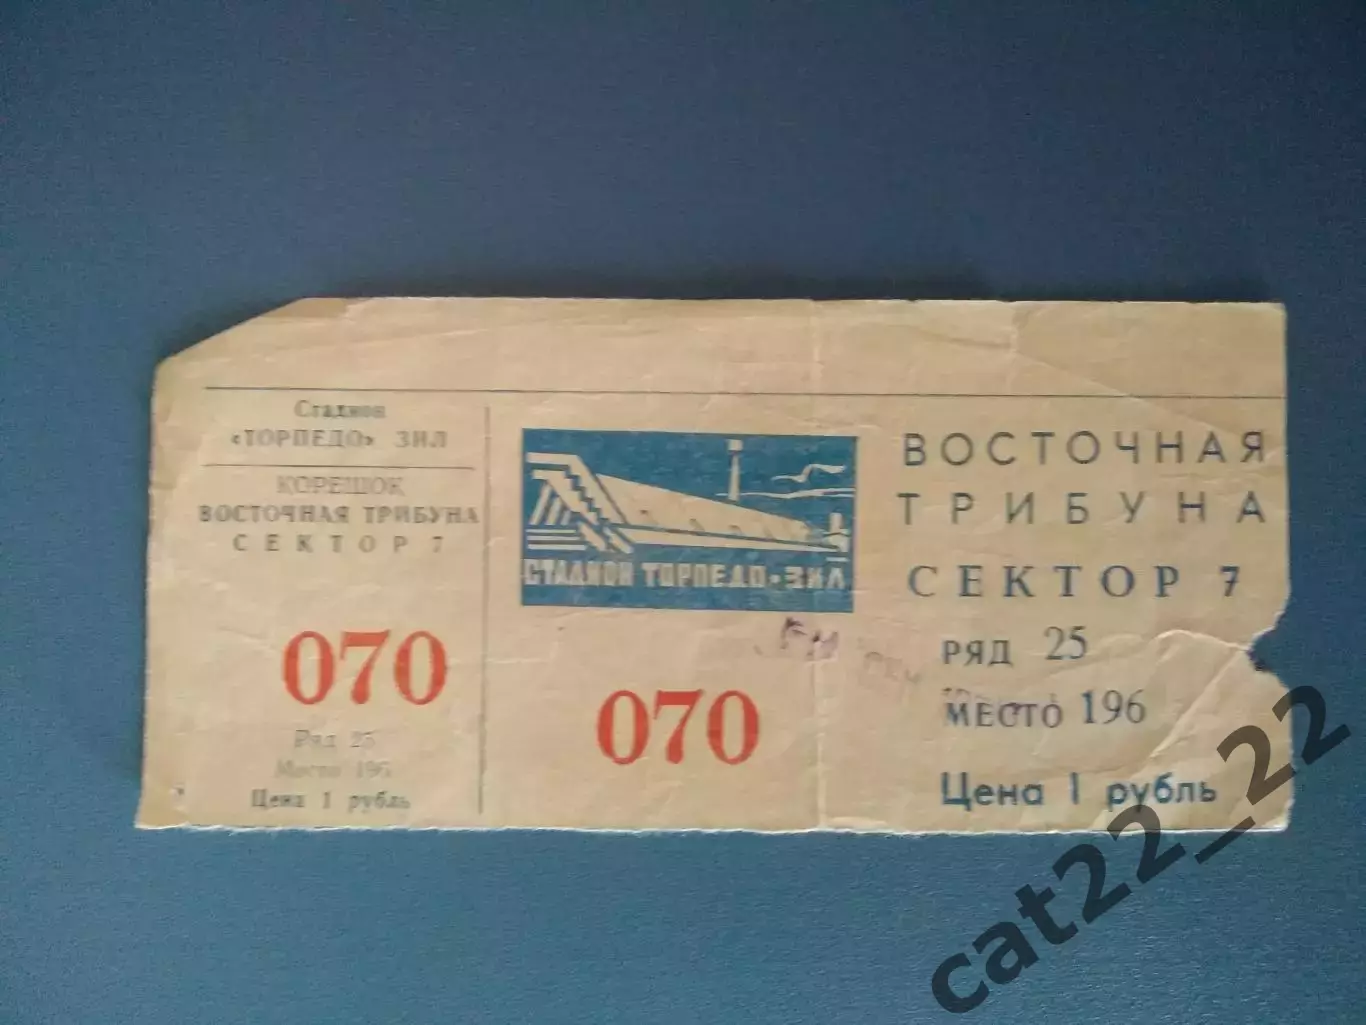 Стадион
«ТОРПЕДО» ЗИЛ
КОРЕШОК
ВОСТОЧНАЯ ТРИБУНА
СЕКТОР 7
070
Ряд 25
Место 196
Цена 1 рубль
СТАДИОН ТОРПЕДО·ЗИЛ
070
ВОСТОЧНАЯ
ТРИБУНА
СЕКТОР 7
РЯД 25
МЕСТО 196
Цена 1 рубль
cat22_22